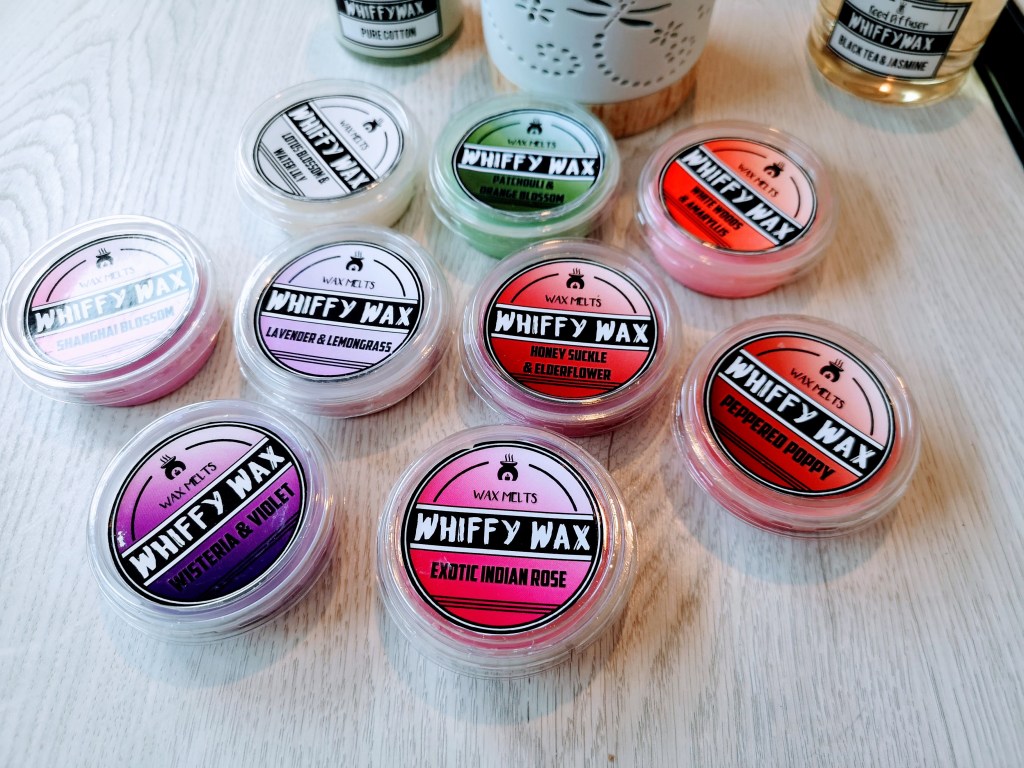 WHIFFYWAX
PURE COTTON
Reed Diffuser
WHIFFYWAX
BLACK TEA & JASMINE
WAX MELTS
WHIFFY WAX
LOTUS BLOSSOM &
WATER LILY
WAX MELTS
WHIFFY WAX
PATCHOULI &
ORANGE BLOSSOM
WAX MELTS
WHIFFY WAX
WHITE WOODS
& AMARYLLIS
WAX MELTS
WHIFFY WAX
SHANGHAI BLOSSOM
WAX MELTS
WHIFFY WAX
LAVENDER & LEMONGRASS
WAX MELTS
WHIFFY WAX
HONEY SUCKLE
& ELDERFLOWER
WAX MELTS
WHIFFY WAX
PEPPERED POPPY
WAX MELTS
WHIFFY WAX
WISTERIA & VIOLET
WAX MELTS
WHIFFY WAX
EXOTIC INDIAN ROSE